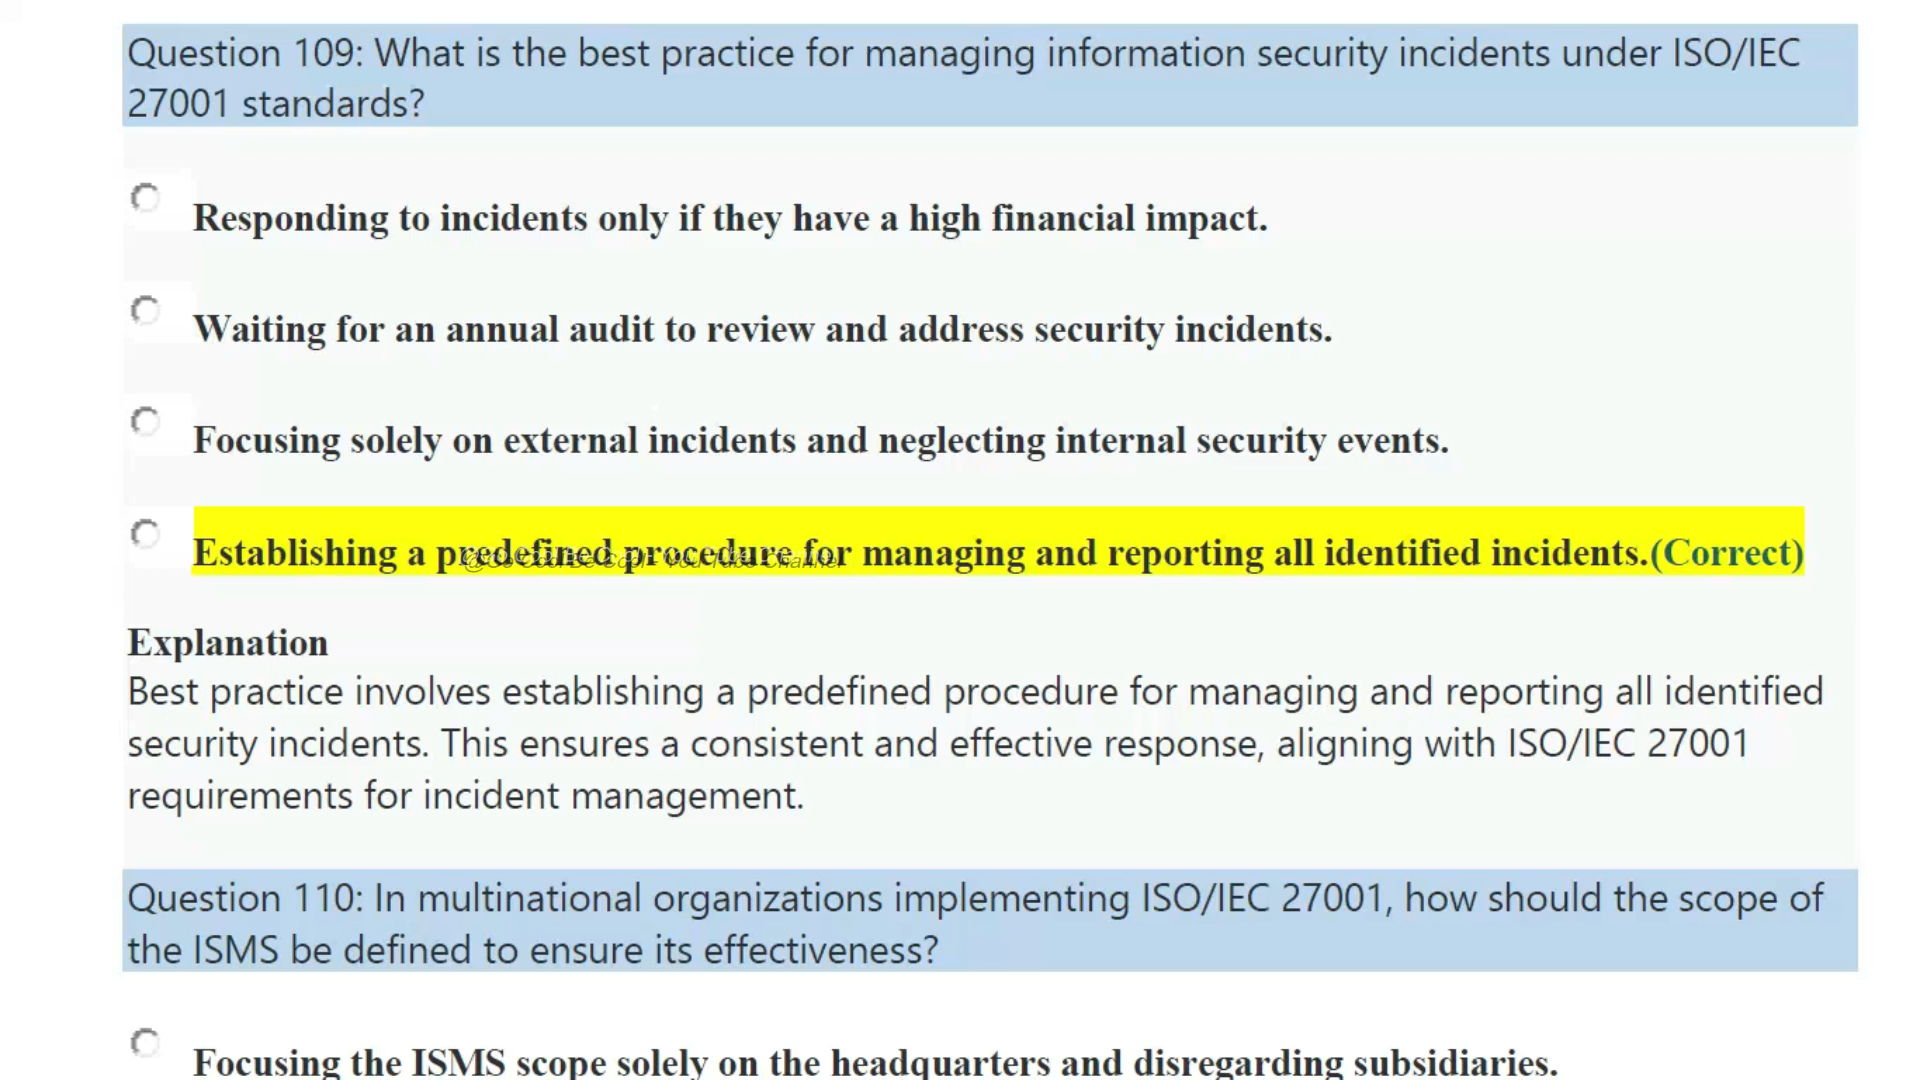 Question 109: What is the best practice for managing information security incidents under ISO/IEC
27001 standards?
Responding to incidents only if they have a high financial impact.
Waiting for an annual audit to review and address security incidents.
Focusing solely on external incidents and neglecting internal security events.
Establishing a predefined procedure for managing and reporting all identified incidents.(Correct)
Explanation
Best practice involves establishing a predefined procedure for managing and reporting all identified
security incidents. This ensures a consistent and effective response, aligning with ISO/IEC 27001
requirements for incident management.
Question 110: In multinational organizations implementing ISO/IEC 27001, how should the scope of
the ISMS be defined to ensure its effectiveness?
Focusing the ISMS scope solely on the headquarters and disregarding subsidiaries.